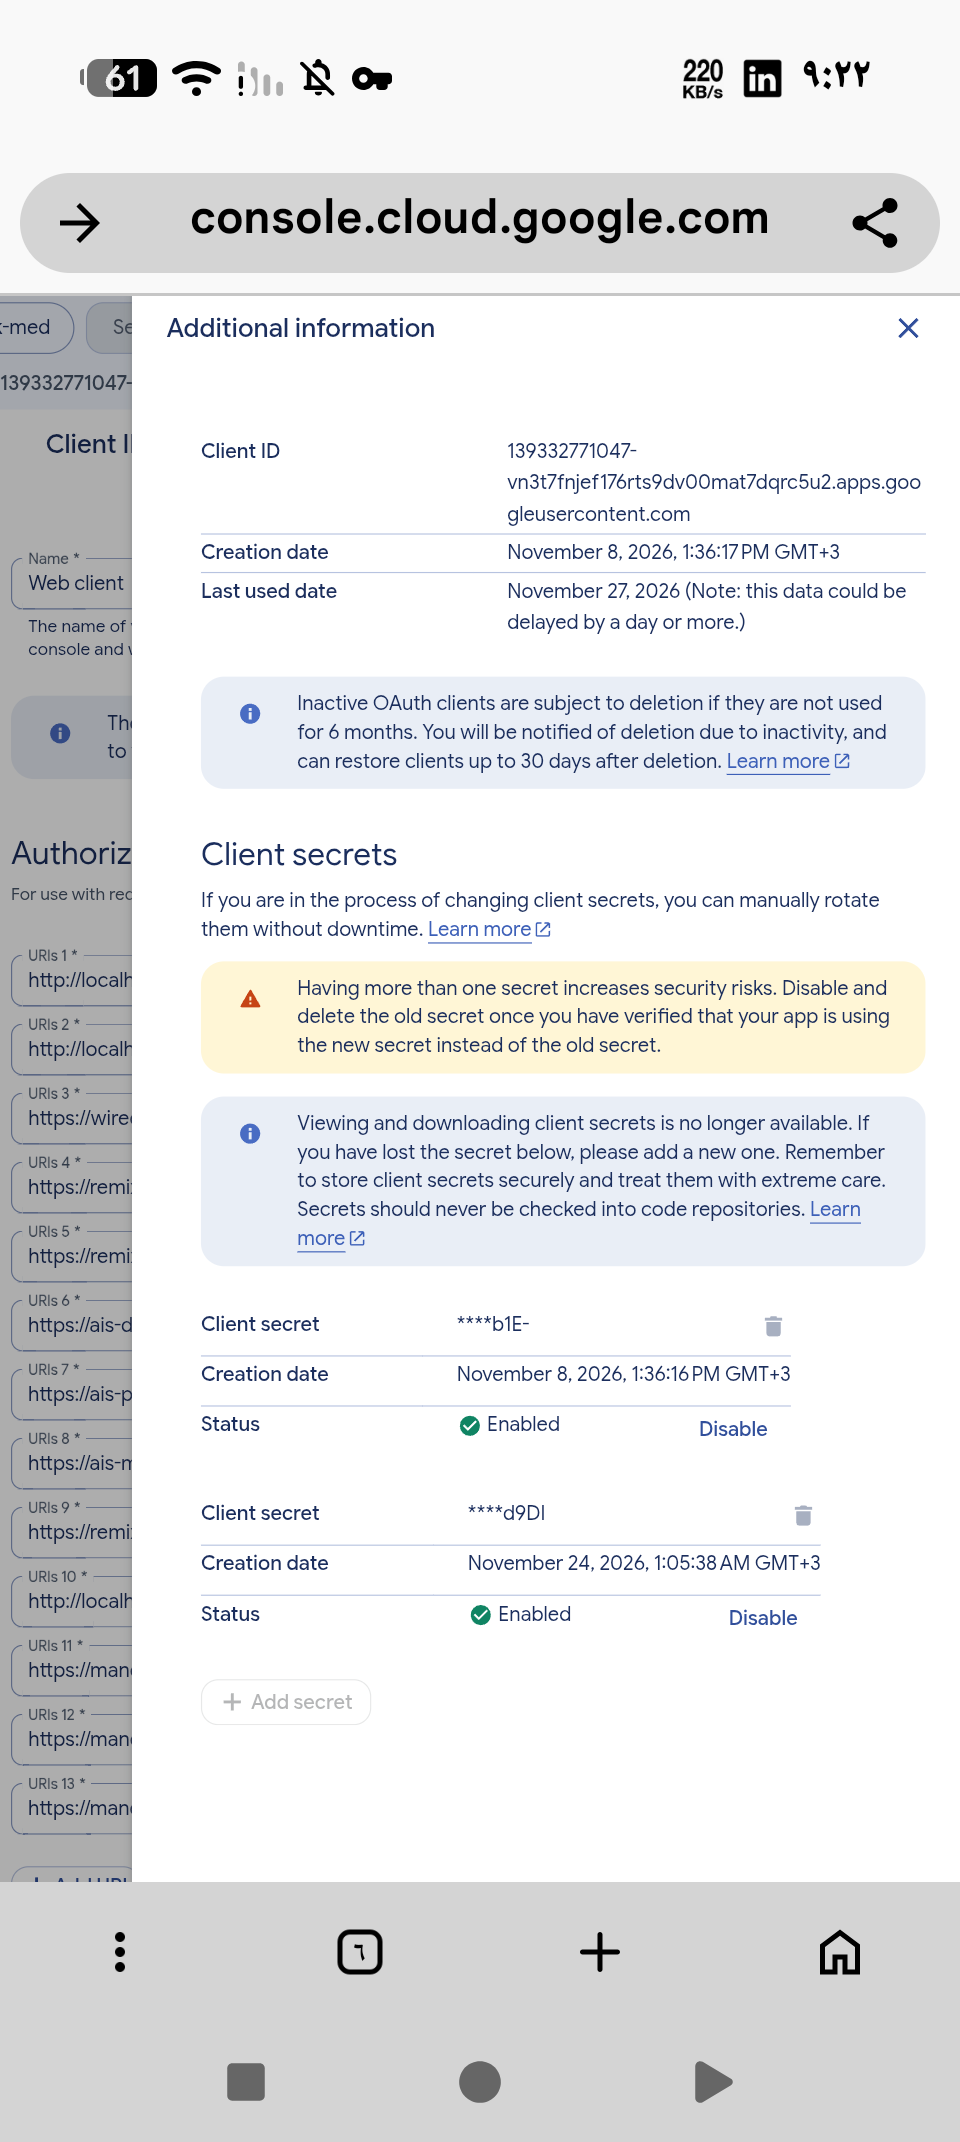 61
220
KB/s
in
٩:٢٢
console.cloud.google.com
-med
Se
139332771047-
Client I
Name *
Web client
The name of
console and
The
to
Authoriz
For use with req
URIs 1 *
http://localh
URIs 2 *
http://localh
URIs 3 *
https://wire
URIs 4 *
https://remi
URIs 5 *
https://remi
URIs 6 *
https://ais-d
URIs 7 *
https://ais-p
URIs 8 *
https://ais-m
URIs 9 *
https://remi
URIs 10 *
http://localh
URIs 11 *
https://man
URIs 12 *
https://man
URIs 13 *
https://man
Additional information
Client ID
139332771047-
vn3t7fnjef176rts9dv00mat7dqrc5u2.apps.goo
gleusercontent.com
Creation date
November 8, 2026, 1:36:17 PM GMT+3
Last used date
November 27, 2026 (Note: this data could be
delayed by a day or more.)
Inactive OAuth clients are subject to deletion if they are not used
for 6 months. You will be notified of deletion due to inactivity, and
can restore clients up to 30 days after deletion. Learn more
Client secrets
If you are in the process of changing client secrets, you can manually rotate
them without downtime. Learn more
Having more than one secret increases security risks. Disable and
delete the old secret once you have verified that your app is using
the new secret instead of the old secret.
Viewing and downloading client secrets is no longer available. If
you have lost the secret below, please add a new one. Remember
to store client secrets securely and treat them with extreme care.
Secrets should never be checked into code repositories. Learn
more
Client secret
****b1E-
Creation date
November 8, 2026, 1:36:16 PM GMT+3
Status
Enabled
Disable
Client secret
****d9DI
Creation date
November 24, 2026, 1:05:38 AM GMT+3
Status
Enabled
Disable
+ Add secret
٦